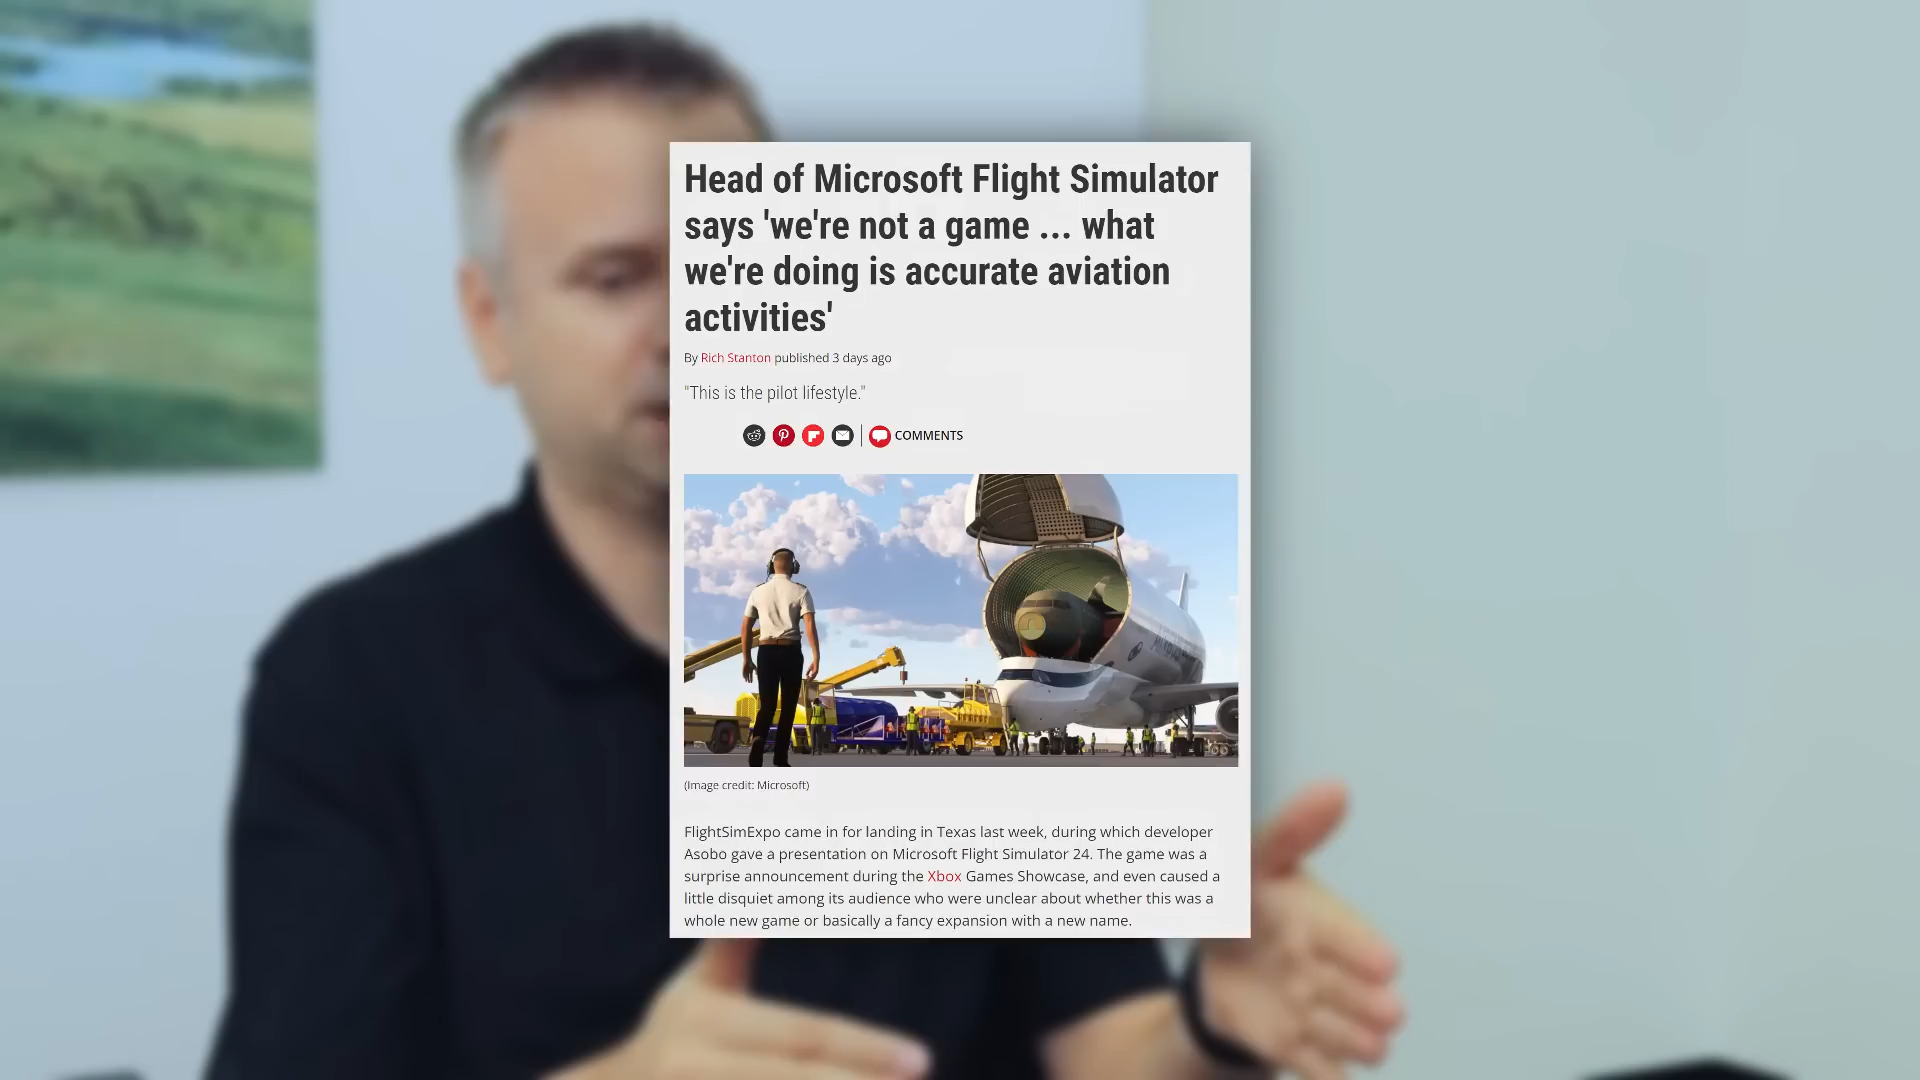 Head of Microsoft Flight Simulator
says 'we're not a game ... what
we're doing is accurate aviation
activities'
By Rich Stanton published 3 days ago
"This is the pilot lifestyle."
COMMENTS
(Image credit: Microsoft)
FlightSimExpo came in for landing in Texas last week, during which developer
Asobo gave a presentation on Microsoft Flight Simulator 24. The game was a
surprise announcement during the Xbox Games Showcase, and even caused a
little disquiet among its audience who were unclear about whether this was a
whole new game or basically a fancy expansion with a new name.